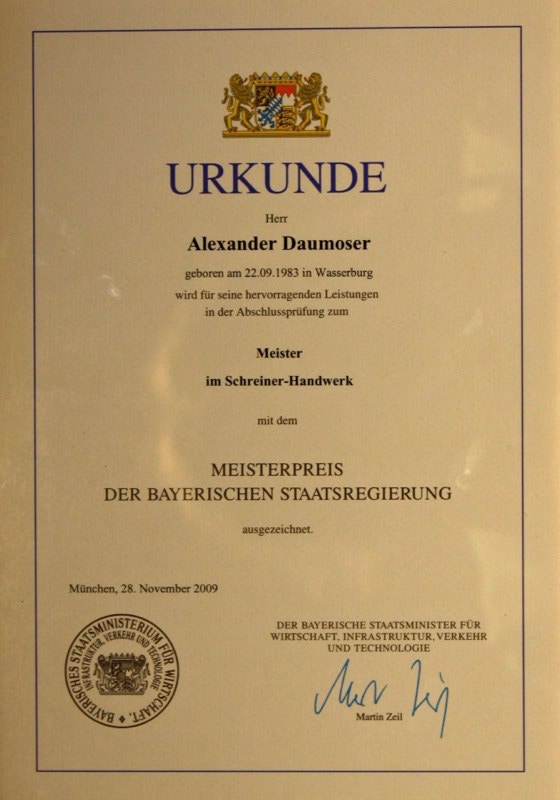 URKUNDE
Herr
Alexander Daumoser
geboren am 22.09.1983 in Wasserburg
wird für seine hervorragenden Leistungen
in der Abschlussprüfung zum
Meister
im Schreiner-Handwerk
mit dem
MEISTERPREIS
DER BAYERISCHEN STAATSREGIERUNG
ausgezeichnet.
München, 28. November 2009
BAYERISCHES STAATSMINISTERIUM FÜR WIRTSCHAFT,
INFRASTRUKTUR, VERKEHR UND TECHNOLOGIE
DER BAYERISCHE STAATSMINISTER FÜR
WIRTSCHAFT, INFRASTRUKTUR, VERKEHR
UND TECHNOLOGIE
Martin Zeil
Martin Zeil